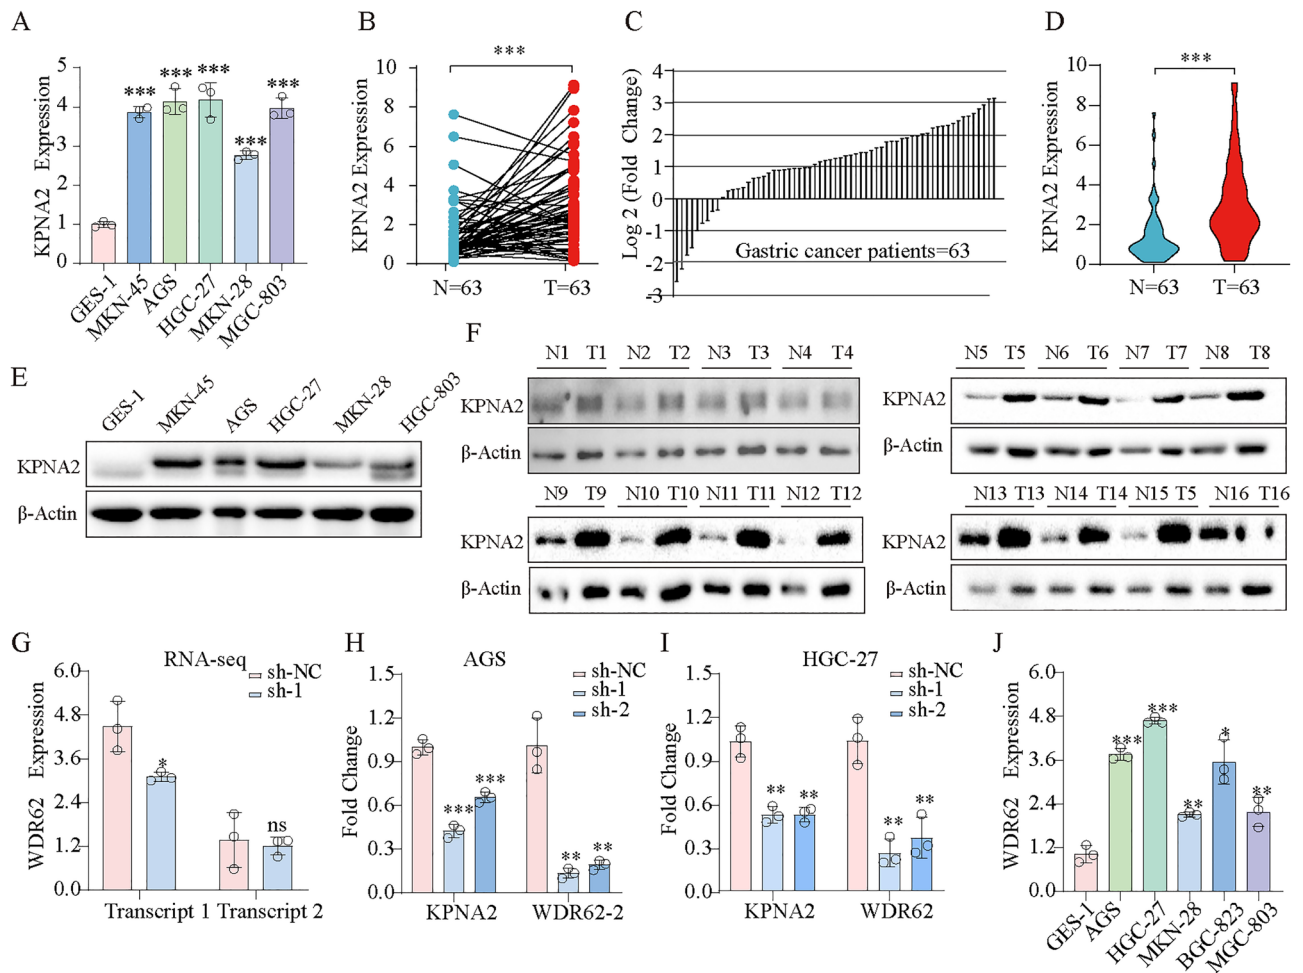 A
KPNA2 Expression
5
4
3
2
1
0
***
***
***
***
***
GES-1
MKN-45
AGS
HGC-27
MKN-28
MGC-803
B
KPNA2 Expression
10
8
6
4
2
0
***
N=63
T=63
C
Log 2 (Fold Change)
4
3
2
1
0
-1
-2
-3
Gastric cancer patients=63
D
KPNA2 Expression
10
8
6
4
2
0
***
N=63
T=63
E
GES-1
MKN-45
AGS
HGC-27
MKN-28
HGC-803
KPNA2
β-Actin
F
N1 T1 N2 T2 N3 T3 N4 T4
KPNA2
β-Actin
N5 T5 N6 T6 N7 T7 N8 T8
KPNA2
β-Actin
N9 T9 N10 T10 N11 T11 N12 T12
KPNA2
β-Actin
N13 T13 N14 T14 N15 T5 N16 T16
KPNA2
β-Actin
G
RNA-seq
sh-NC
sh-1
WDR62 Expression
6.0
4.8
3.6
2.4
1.2
0.0
*
ns
Transcript 1
Transcript 2
H
AGS
sh-NC
sh-1
sh-2
Fold Change
1.5
1.2
0.9
0.6
0.3
0.0
***
***
**
**
KPNA2
WDR62-2
I
HGC-27
sh-NC
sh-1
sh-2
Fold Change
1.5
1.2
0.9
0.6
0.3
0.0
**
**
**
**
KPNA2
WDR62
J
WDR62 Expression
6.0
4.8
3.6
2.4
1.2
0.0
***
***
**
*
**
GES-1
AGS
HGC-27
MKN-28
BGC-823
MGC-803